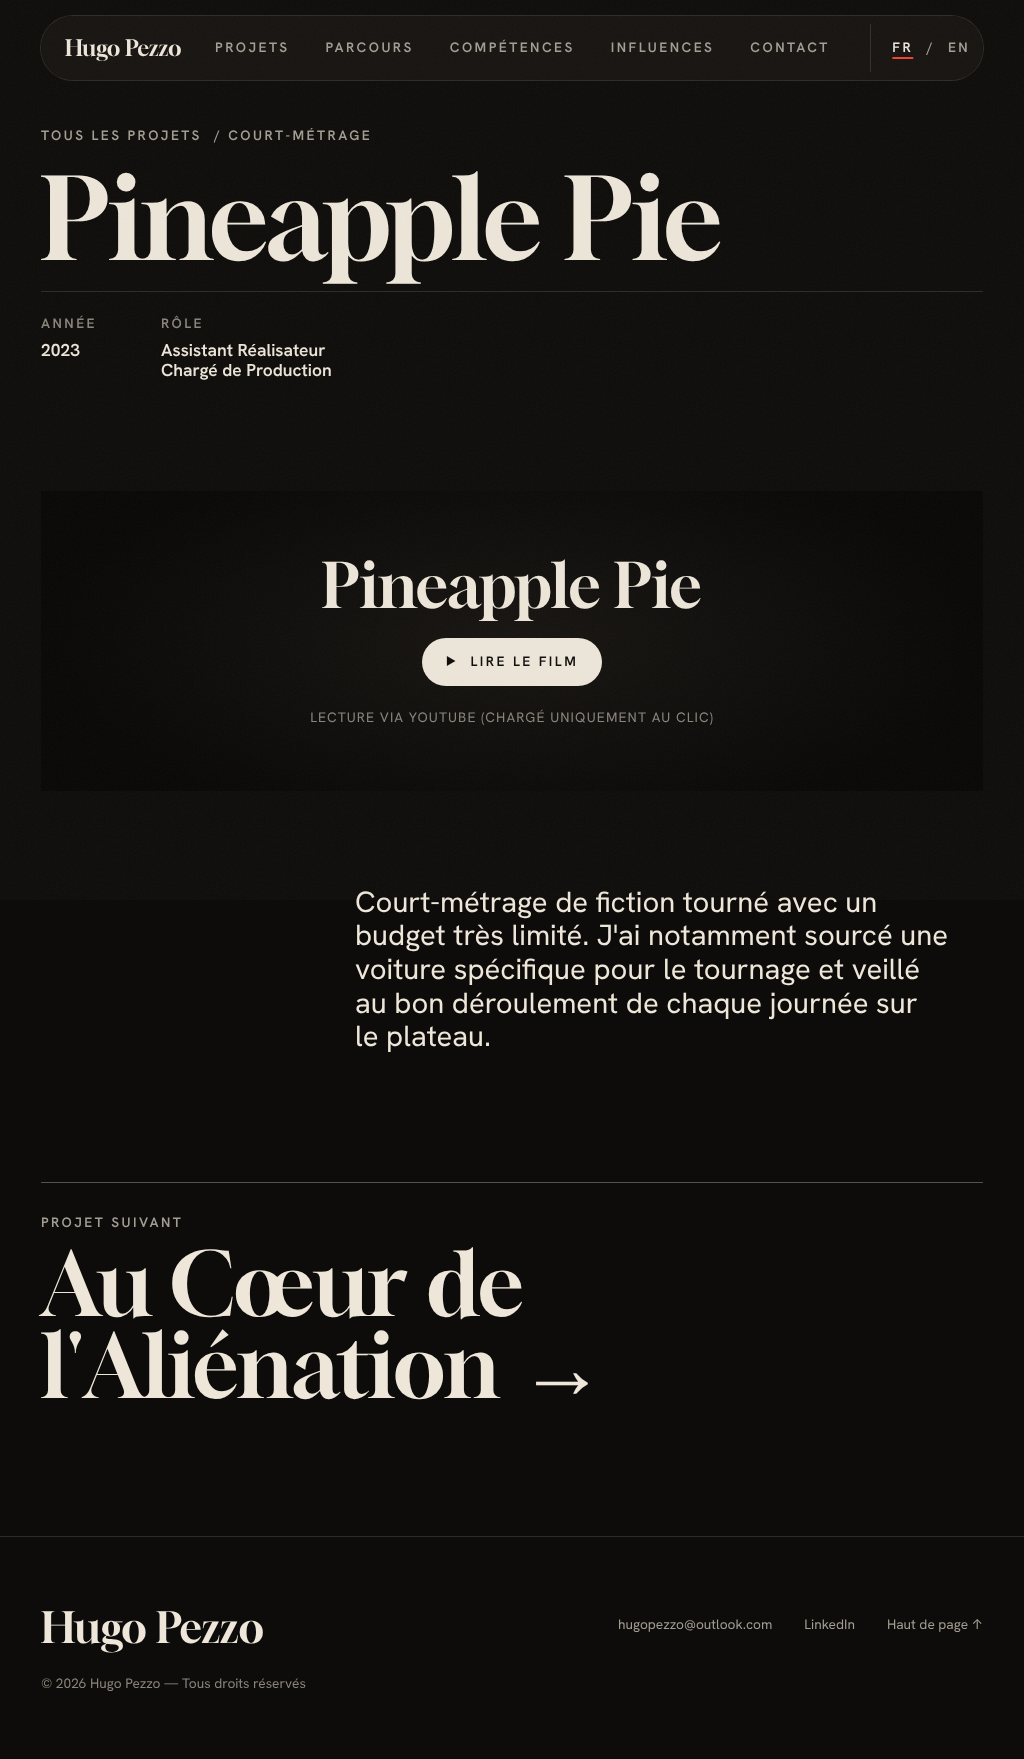 Hugo Pezzo PROJETS PARCOURS COMPÉTENCES INFLUENCES CONTACT FR / EN
TOUS LES PROJETS / COURT-MÉTRAGE
Pineapple Pie
ANNÉE RÔLE
2023 Assistant Réalisateur
Chargé de Production
Pineapple Pie
▶ LIRE LE FILM
LECTURE VIA YOUTUBE (CHARGÉ UNIQUEMENT AU CLIC)
Court-métrage de fiction tourné avec un
budget très limité. J'ai notamment sourcé une
voiture spécifique pour le tournage et veillé
au bon déroulement de chaque journée sur
le plateau.
PROJET SUIVANT
Au Cœur de
l'Aliénation →
Hugo Pezzo
hugopezzo@outlook.com LinkedIn Haut de page ↑
© 2026 Hugo Pezzo — Tous droits réservés